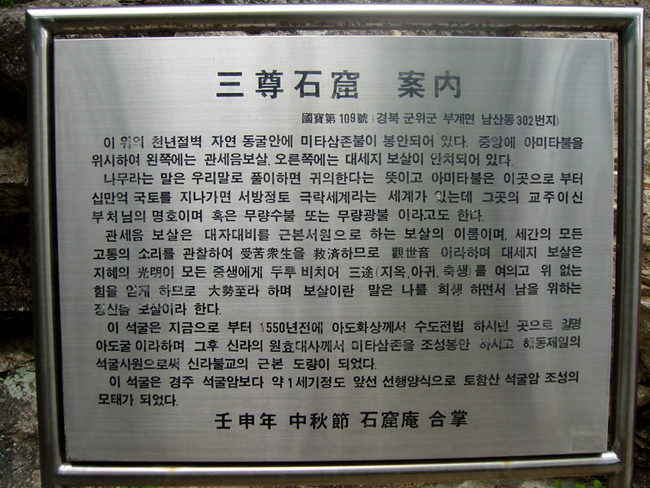 三尊石窟 案内
國寶第109號 (경북 군위군 부계면 남산동302번지)
이 위의 천년절벽 자연 동굴안에 미타삼존불이 봉안되어 있다. 중앙에 아미타불을
위시하여 왼쪽에는 관세음보살, 오른쪽에는 대세지 보살이 안치되어 있다.
나무라는 말은 우리말로 풀이하면 귀의한다는 뜻이고 아미타불은 이곳으로 부터
십만억 국토를 지나가면 서방정토 극락세계라는 세계가 있는데 그곳의 교주이신
부처님의 명호이며 혹은 무량수불 또는 무량광불 이라고도 한다.
관세음 보살은 대자대비를 근본서원으로 하는 보살의 이름이며, 세간의 모든
고통의 소리를 관찰하여 受苦衆生을 救済하므로 觀世音 이라하며 대세지 보살은
지혜의 光明이 모든 중생에게 두루 비치어 三途(지옥.아귀.축생)를 여의고 위 없는
힘을 얻게 하므로 大勢至라 하며 보살이란 말은 나를 희생 하면서 남을 위하는
정신을 보살이라 한다.
이 석굴은 지금으로 부터 1550년전에 아도화상께서 수도전법 하시던 곳으로 일명
아도굴이라하며 그후 신라의 원효대사께서 미타삼존을 조성봉안 하시고 해동제일의
석굴사원으로써 신라불교의 근본 도량이 되었다.
이 석굴은 경주 석굴암보다 약1세기정도 앞선 선행양식으로 토함산 석굴암 조성의
모태가 되었다.
壬申年 中秋節 石窟庵 合掌